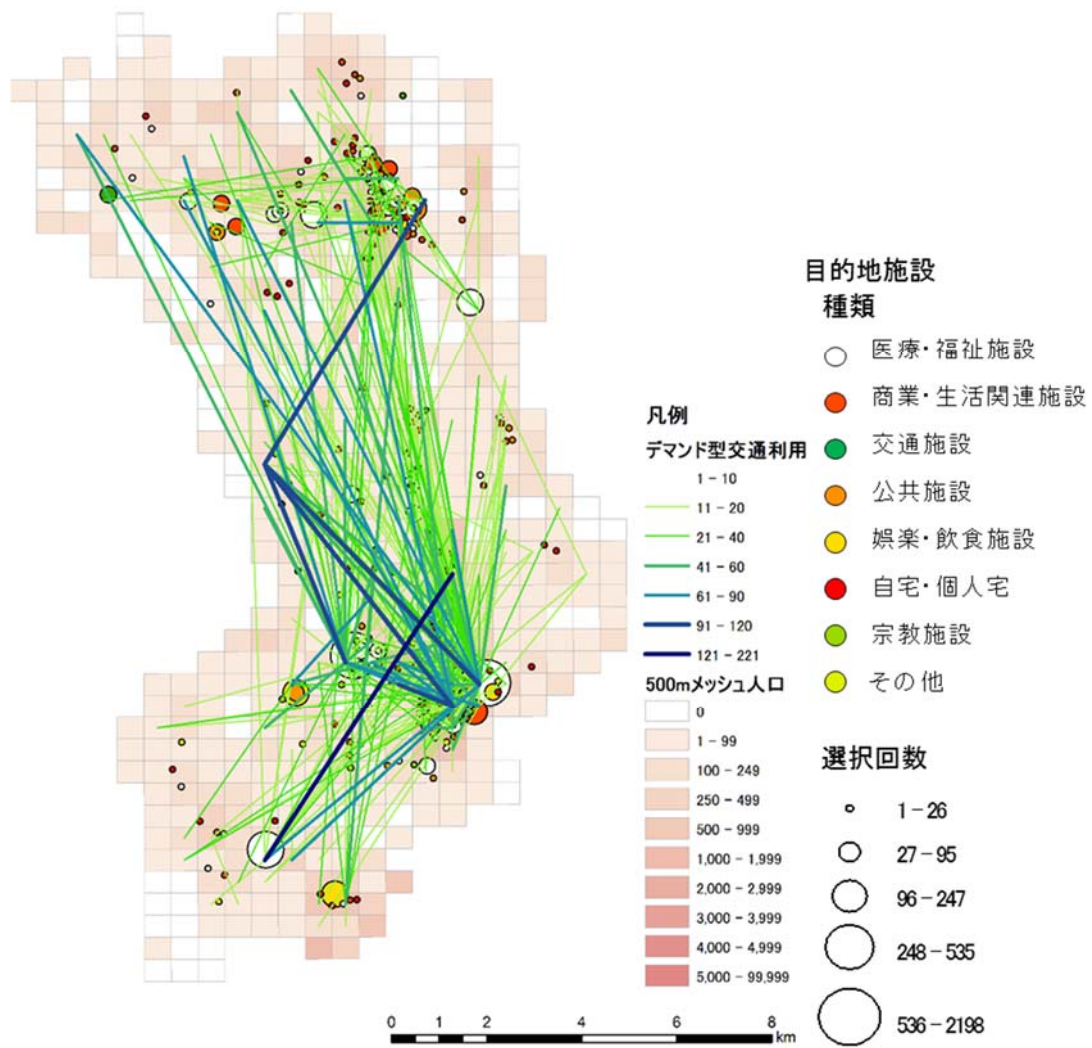 目的地施設
種類
医療・福祉施設
商業・生活関連施設
交通施設
公共施設
娯楽・飲食施設
自宅・個人宅
宗教施設
その他
選択回数
1－26
27－95
96－247
248－535
536－2198
凡例
デマンド型交通利用
1－10
11－20
21－40
41－60
61－90
91－120
121－221
500mメッシュ人口
0
1－99
100－249
250－499
500－999
1,000－1,999
2,000－2,999
3,000－3,999
4,000－4,999
5,000－99,999
0 1 2 4 6 8
km